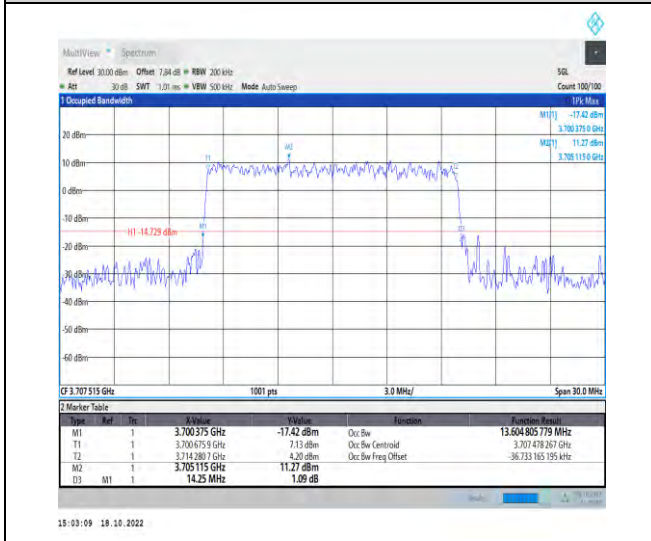 MultiView Spectrum
Ref Level 30.00 dBm Offset 7.84 dB RBW 200 kHz SGL
Att 30 dB SWT 1.01 ms VBW 500 kHz Mode Auto Sweep Count 100/100
1 Occupied Bandwidth 1Pk Max
M1[1] -17.42 dBm
3.700 375 0 GHz
20 dBm M2[1] 11.27 dBm
3.705 115 0 GHz
M2
T1
10 dBm
0 dBm
-10 dBm
H1 -14.729 dBm M1
-20 dBm
-30 dBm
-40 dBm
-50 dBm
-60 dBm
CF 3.707 515 GHz 1001 pts 3.0 MHz/ Span 30.0 MHz
2 Marker Table
Type Ref Trc X-Value Y-Value Function Function Result
M1 1 3.700 375 GHz -17.42 dBm Occ Bw 13.604 805 779 MHz
T1 1 3.700 675 9 GHz 7.13 dBm Occ Bw Centroid 3.707 478 267 GHz
T2 1 3.714 280 7 GHz 4.20 dBm Occ Bw Freq Offset -36.733 165 195 kHz
M2 1 3.705 115 GHz 11.27 dBm
D3 M1 1 14.25 MHz 1.09 dB
15:03:09 18.10.2022